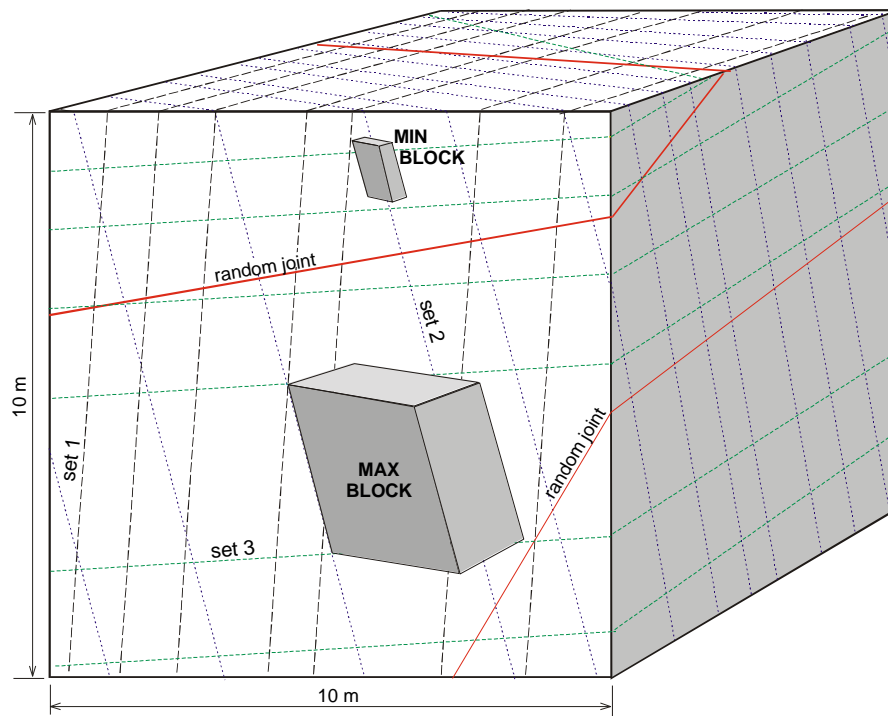 MIN
BLOCK
random joint
set 2
10 m
set 1
MAX
BLOCK
random joint
set 3
10 m